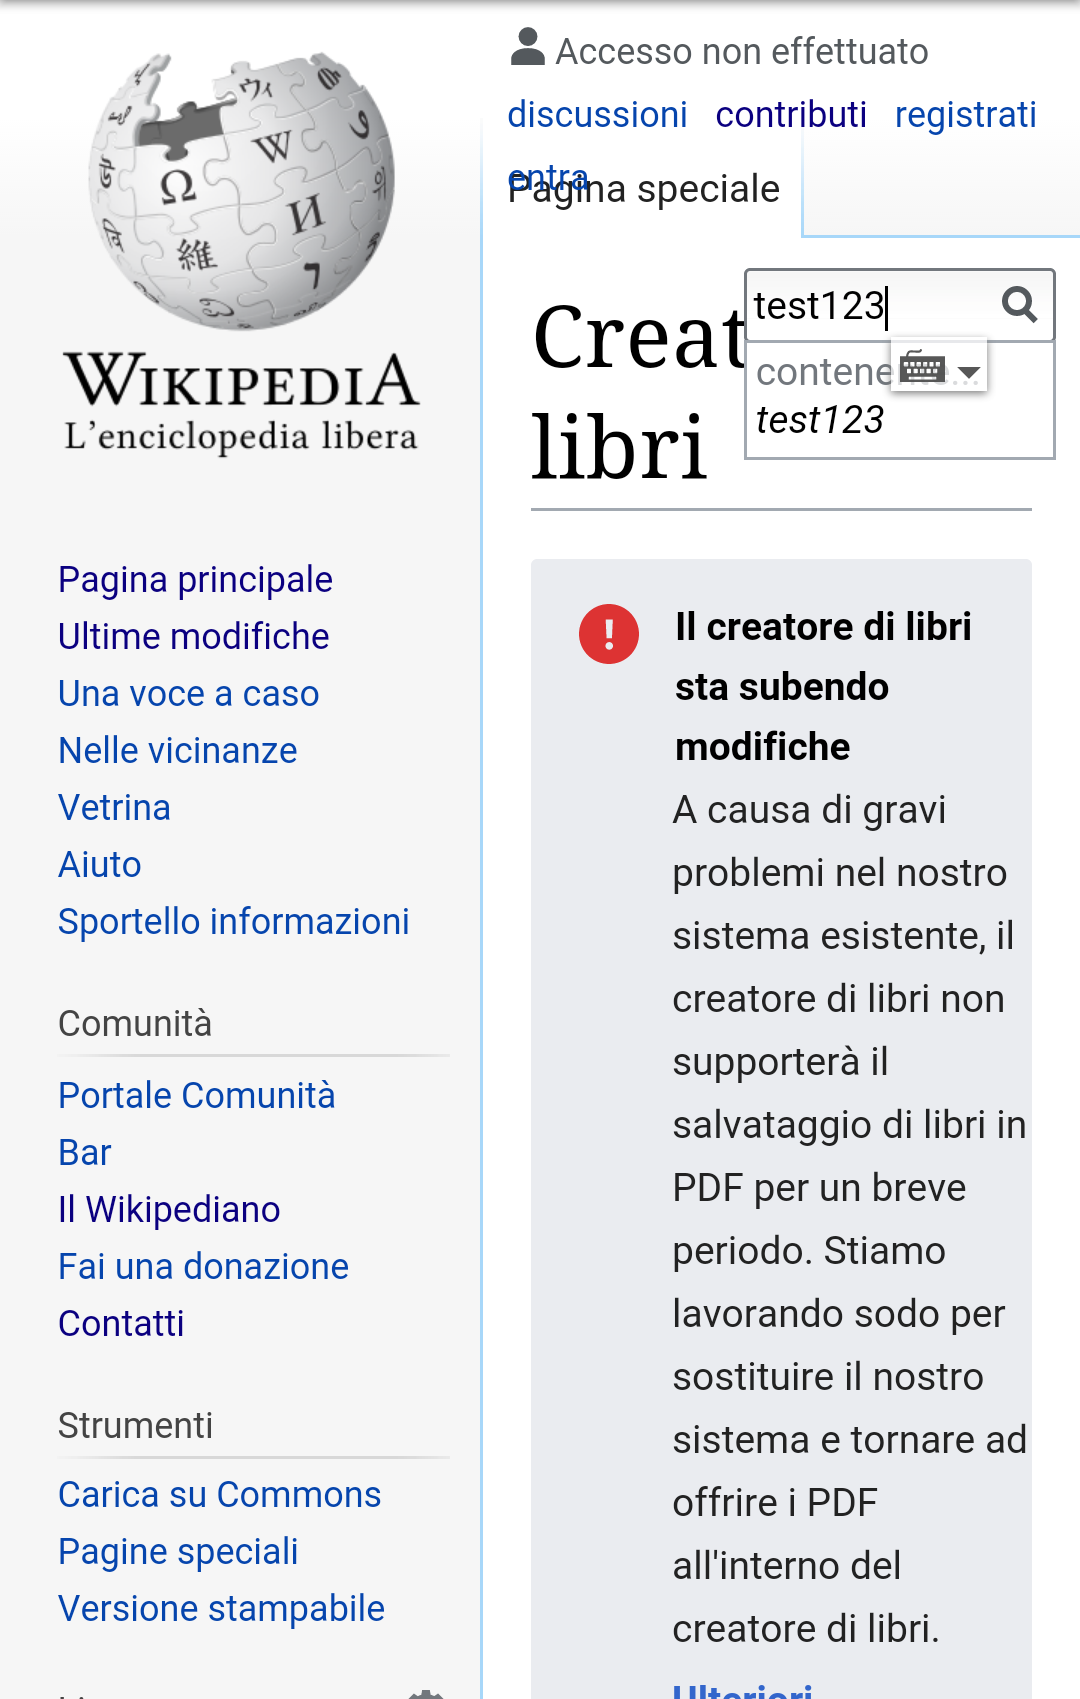 Accesso non effettuato
discussioni contributi registrati
entra
Pagina speciale
WIKIPEDIA
L'enciclopedia libera
test123
test123
libri
Pagina principale
Ultime modifiche
Una voce a caso
Nelle vicinanze
Vetrina
Aiuto
Sportello informazioni
Comunità
Portale Comunità
Bar
Il Wikipediano
Fai una donazione
Contatti
Strumenti
Carica su Commons
Pagine speciali
Versione stampabile
Il creatore di libri
sta subendo
modifiche
A causa di gravi
problemi nel nostro
sistema esistente, il
creatore di libri non
supporterà il
salvataggio di libri in
PDF per un breve
periodo. Stiamo
lavorando sodo per
sostituire il nostro
sistema e tornare ad
offrire i PDF
all'interno del
creatore di libri.
Ulteriori